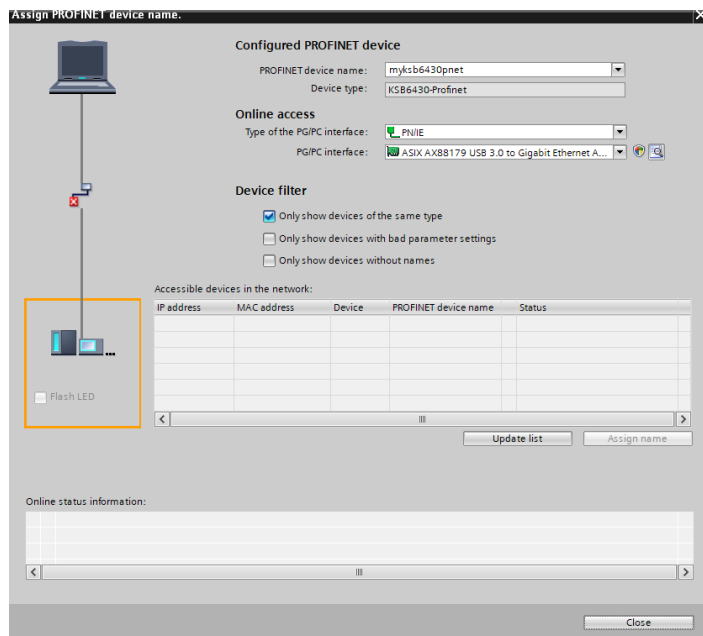 Assign PROFINET device name.
Configured PROFINET device
PROFINET device name: myksb6430pnet
Device type: KSB6430-Profinet
Online access
Type of the PG/PC interface: PN/IE
PG/PC interface: ASIX AX88179 USB 3.0 to Gigabit Ethernet A...
Device filter
Only show devices of the same type
Only show devices with bad parameter settings
Only show devices without names
Accessible devices in the network:
IP address MAC address Device PROFINET device name Status
Flash LED
Update list Assign name
Online status information:
Close